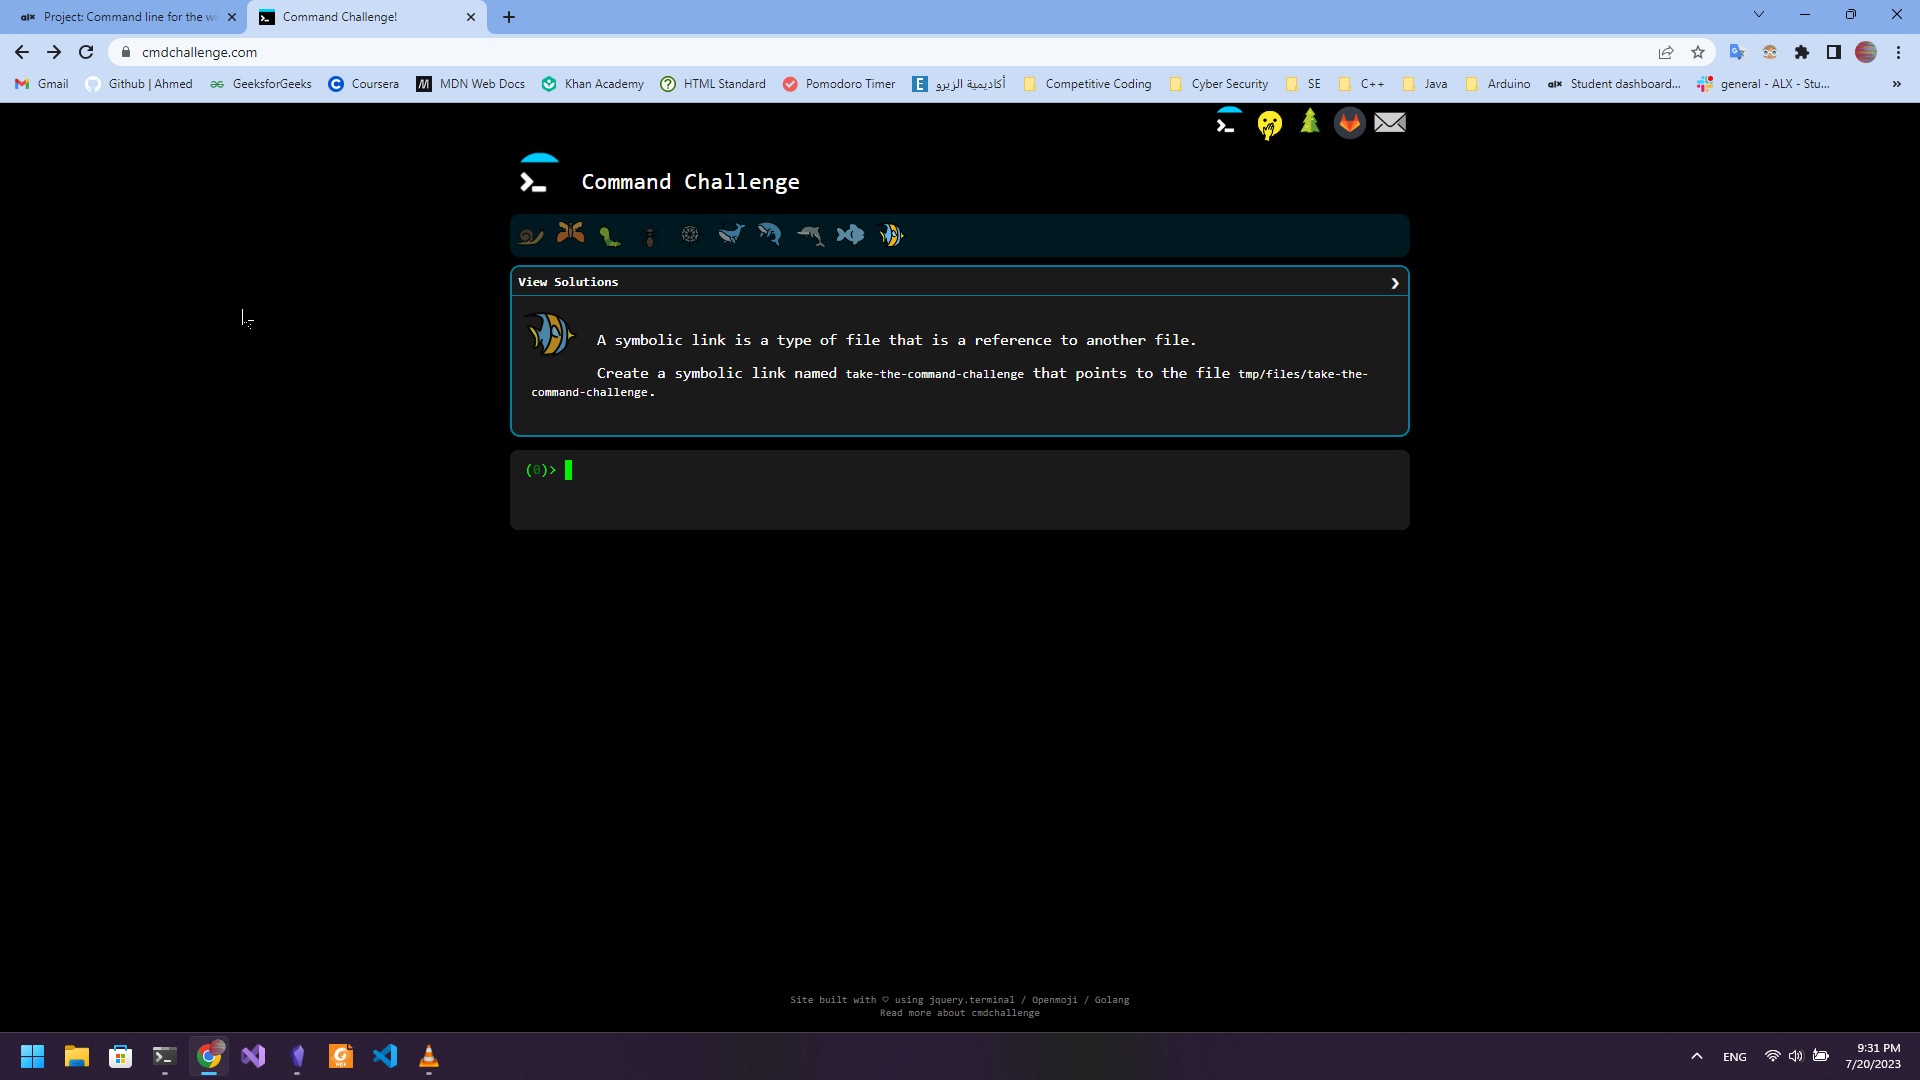 alx Project: Command line for the w
Command Challenge!
cmdchallenge.com
Gmail
Github | Ahmed
GeeksforGeeks
Coursera
MDN Web Docs
Khan Academy
HTML Standard
Pomodoro Timer
أكاديمية الزيرو
Competitive Coding
Cyber Security
SE
C++
Java
Arduino
alx Student dashboard...
general - ALX - Stu...
Command Challenge
View Solutions
A symbolic link is a type of file that is a reference to another file.
Create a symbolic link named take-the-command-challenge that points to the file tmp/files/take-the-
command-challenge.
(0)>
Site built with ♡ using jquery.terminal / Openmoji / Golang
Read more about cmdchallenge
ENG
9:31 PM
7/20/2023